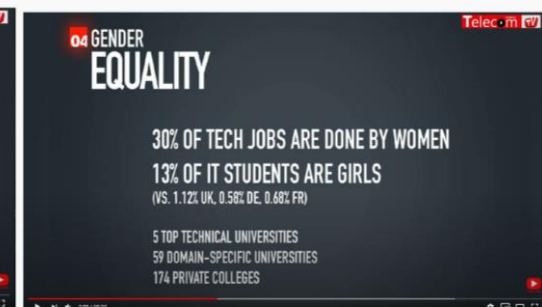 04 GENDER
EQUALITY
Telecom TV
30% OF TECH JOBS ARE DONE BY WOMEN
13% OF IT STUDENTS ARE GIRLS
(VS. 1.12% UK, 0.58% DE, 0.68% FR)
5 TOP TECHNICAL UNIVERSITIES
59 DOMAIN-SPECIFIC UNIVERSITIES
174 PRIVATE COLLEGES